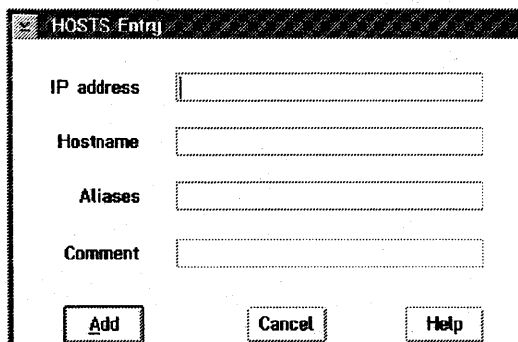 HOSTS Entry
IP address
Hostname
Aliases
Comment
Add Cancel Help